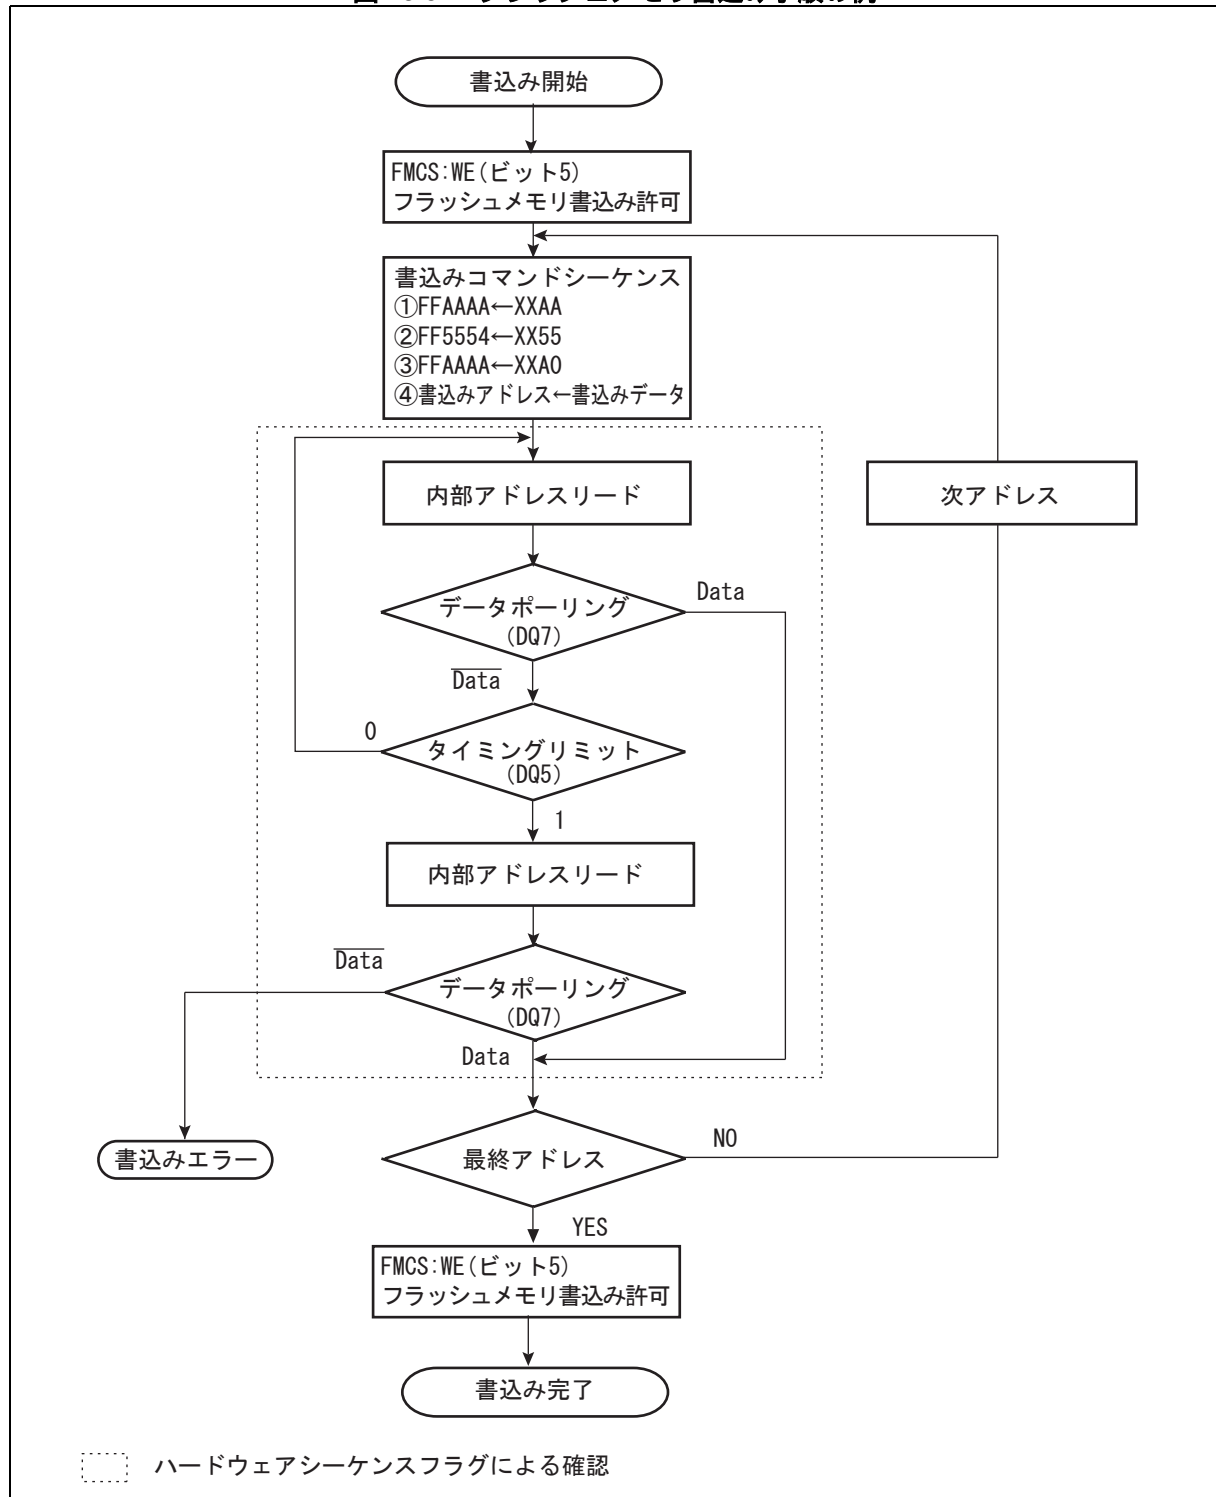 書込み開始
FMCS:WE(ビット5)
フラッシュメモリ書込み許可
書込みコマンドシーケンス
①FFAAAA←XXAA
②FF5554←XX55
③FFAAAA←XXA0
④書込みアドレス←書込みデータ
内部アドレスリード
次アドレス
データポーリング
(DQ7)
Data
Data
0
タイミングリミット
(DQ5)
1
内部アドレスリード
Data
データポーリング
(DQ7)
Data
書込みエラー
最終アドレス
NO
YES
FMCS:WE(ビット5)
フラッシュメモリ書込み許可
書込み完了
ハードウェアシーケンスフラグによる確認